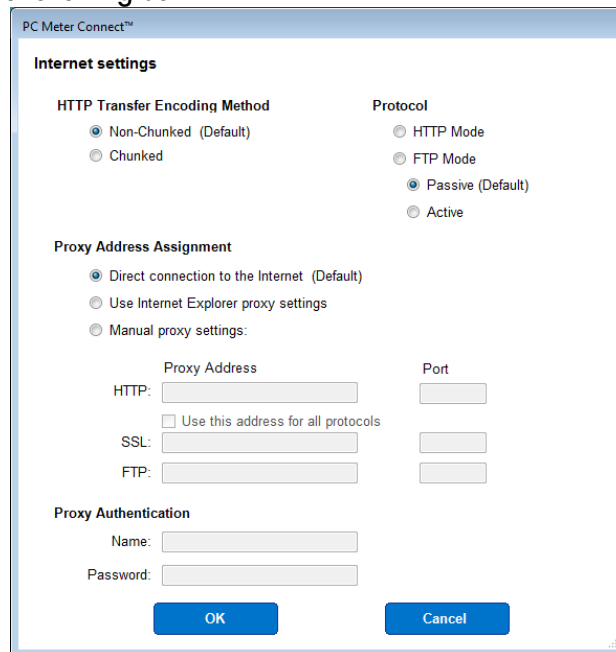 PC Meter Connect™
Internet settings
HTTP Transfer Encoding Method
Protocol
Non-Chunked (Default)
HTTP Mode
Chunked
FTP Mode
Passive (Default)
Active
Proxy Address Assignment
Direct connection to the Internet (Default)
Use Internet Explorer proxy settings
Manual proxy settings:
Proxy Address
Port
HTTP:
Use this address for all protocols
SSL:
FTP:
Proxy Authentication
Name:
Password:
OK
Cancel